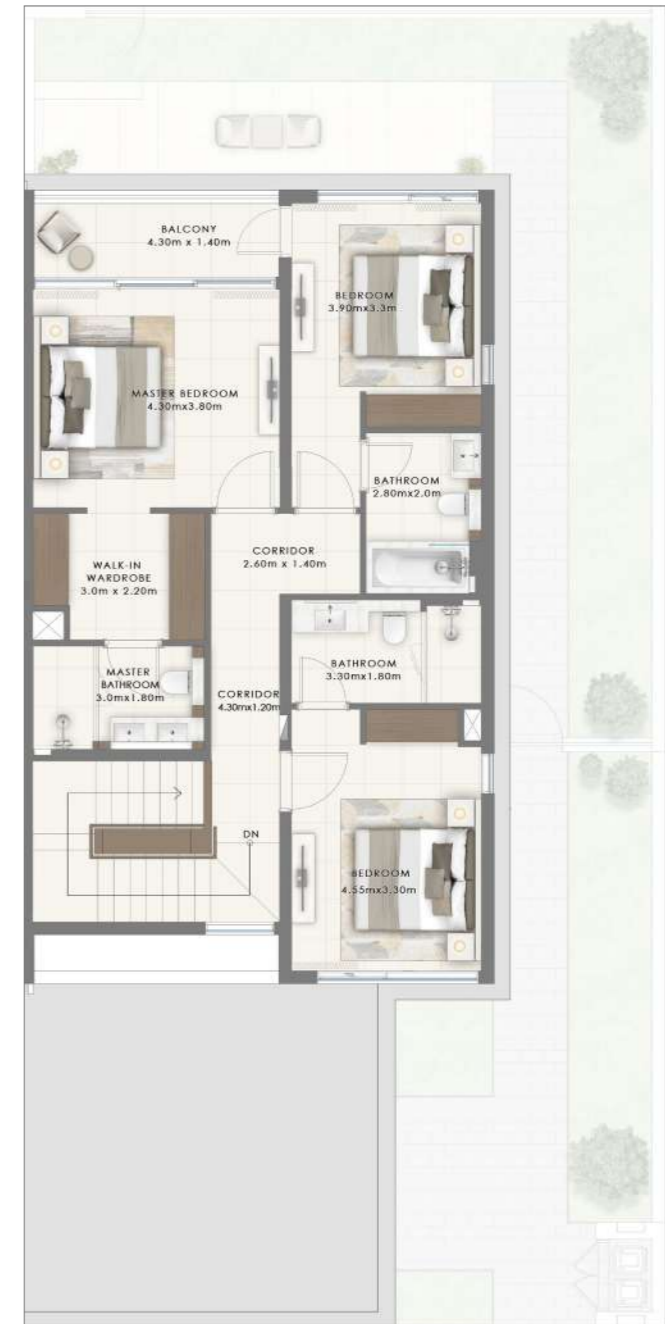 BALCONY
4.30m x 1.40m
BEDROOM
3.90mx3.3m
MASTER BEDROOM
4.30mx3.80m
BATHROOM
2.80mx2.0m
CORRIDOR
2.60m x 1.40m
WALK-IN
WARDROBE
3.0m x 2.20m
BATHROOM
3.30mx1.80m
MASTER
BATHROOM
3.0mx1.80m
CORRIDOR
4.30mx1.20m
DN
BEDROOM
4.55mx3.30m